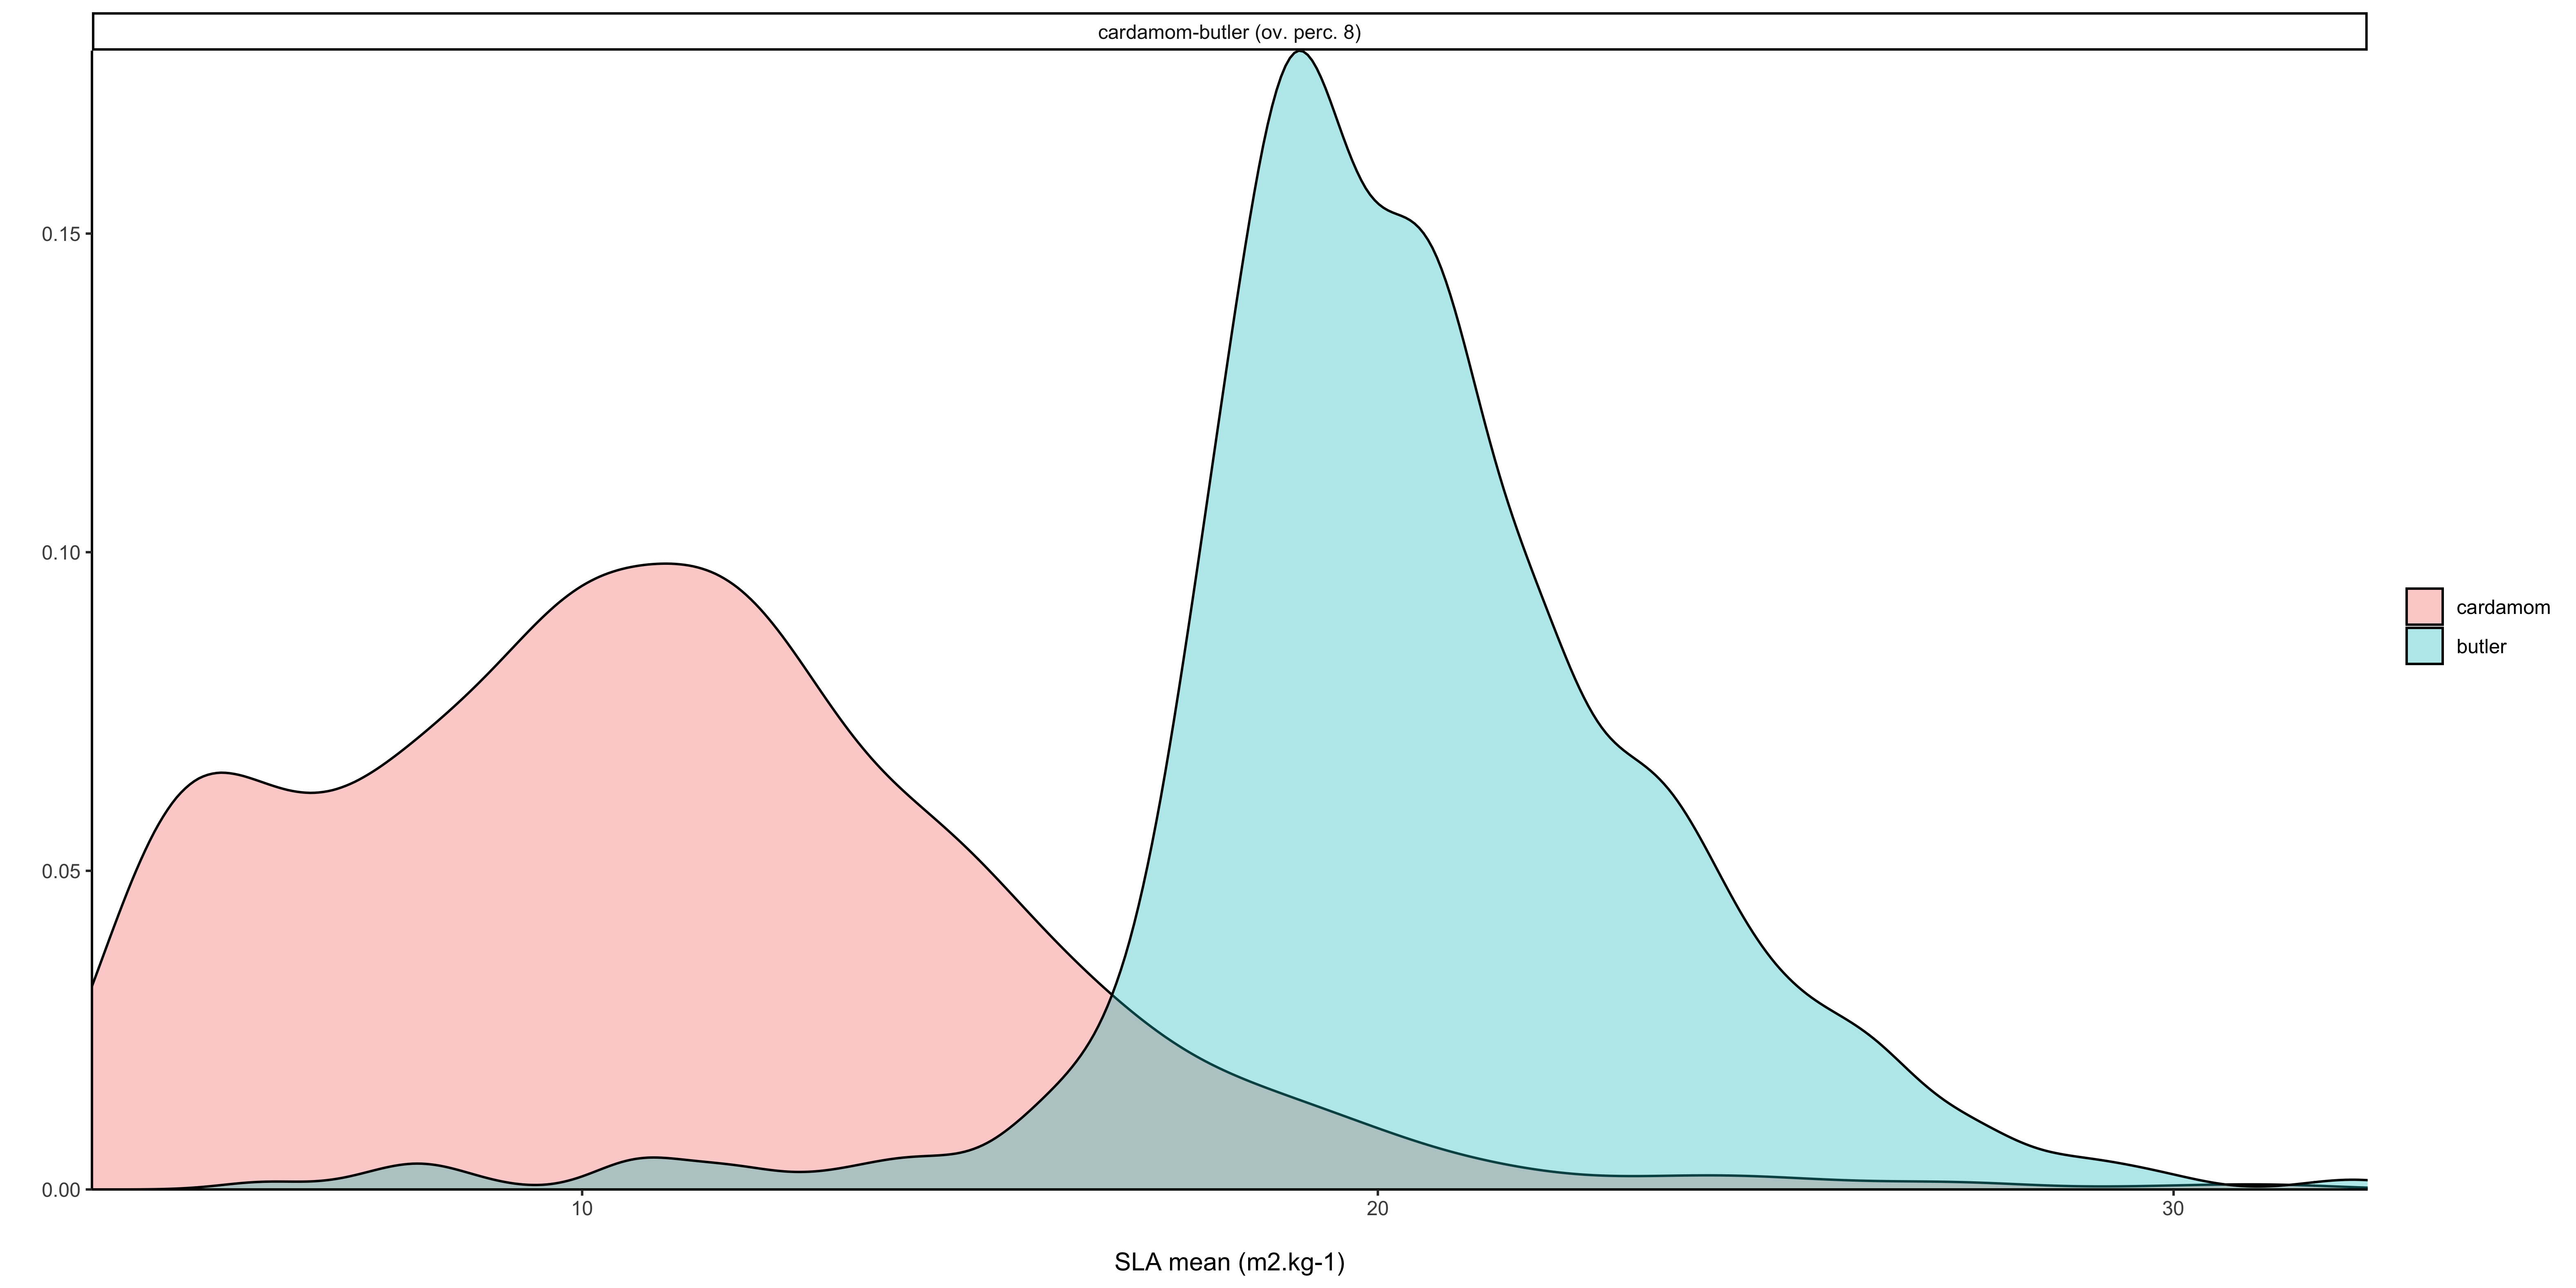 cardamom-butler (ov. perc. 8)
0.15
0.10
0.05
0.00
10 20 30
SLA mean (m2.kg-1)
cardamom
butler